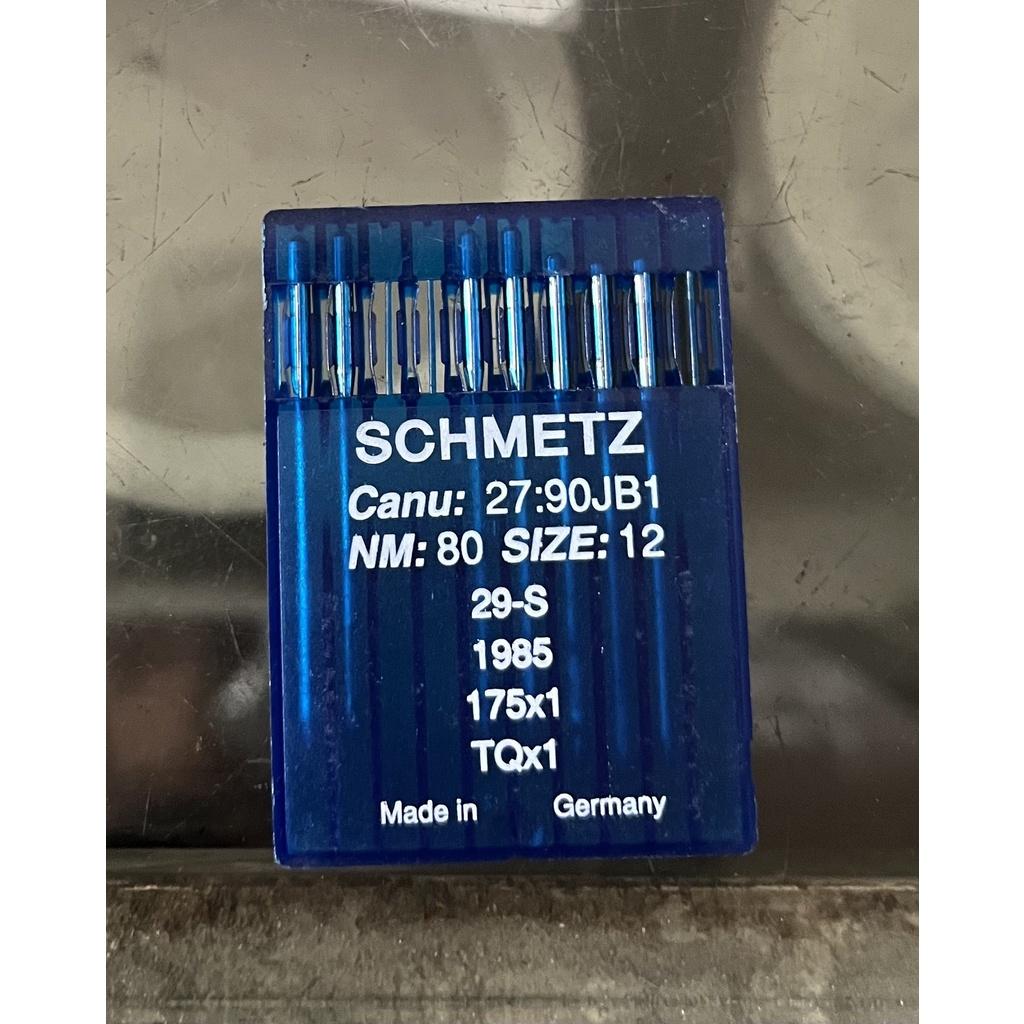 SCHMETZ
Canu: 27:90JB1
NM: 80 SIZE: 12
29-S
1985
175x1
TQx1
Made in Germany